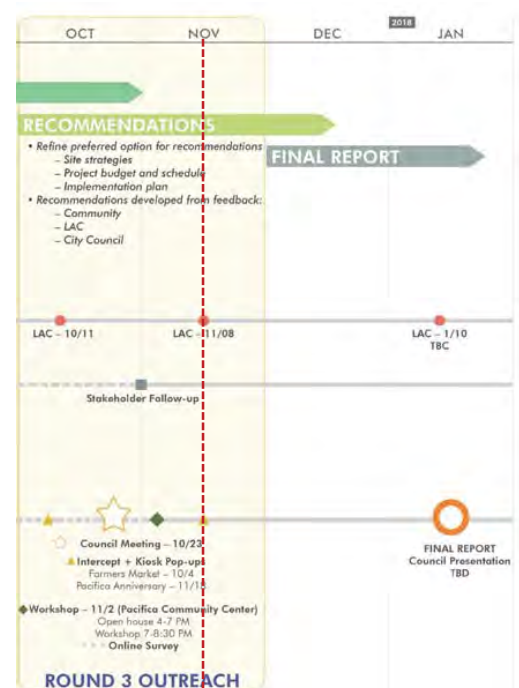 2018
OCT NOV DEC JAN
RECOMMENDATIONS
• Refine preferred option for recommendations
– Site strategies
– Project budget and schedule
– Implementation plan
• Recommendations developed from feedback:
– Community
– LAC
– City Council
FINAL REPORT
LAC – 10/11
LAC – 11/08
LAC – 1/10
TBC
Stakeholder Follow-up
Council Meeting – 10/23
Intercept + Kiosk Pop-ups
Farmers Market – 10/4
Pacifica Anniversary – 11/18
Workshop – 11/2 (Pacifica Community Center)
Open house 4-7 PM
Workshop 7-8:30 PM
Online Survey
FINAL REPORT
Council Presentation
TBD
ROUND 3 OUTREACH